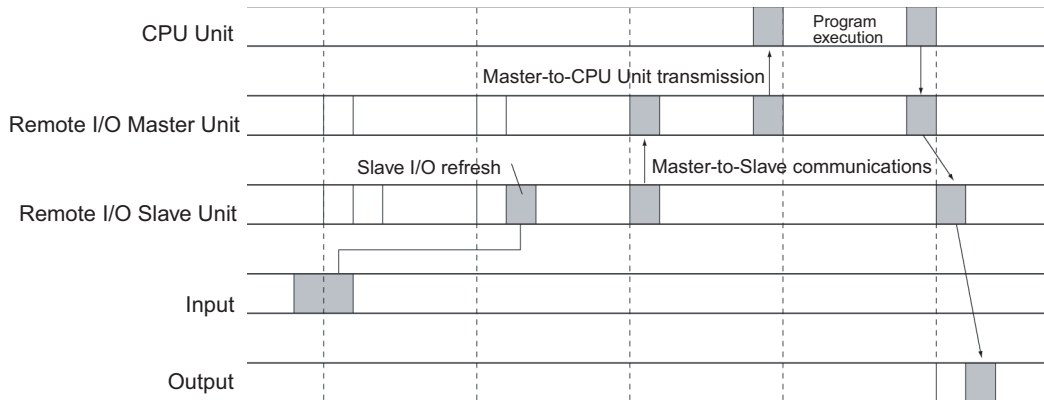 CPU Unit
Program
execution
Master-to-CPU Unit transmission
Remote I/O Master Unit
Slave I/O refresh
Master-to-Slave communications
Remote I/O Slave Unit
Input
Output